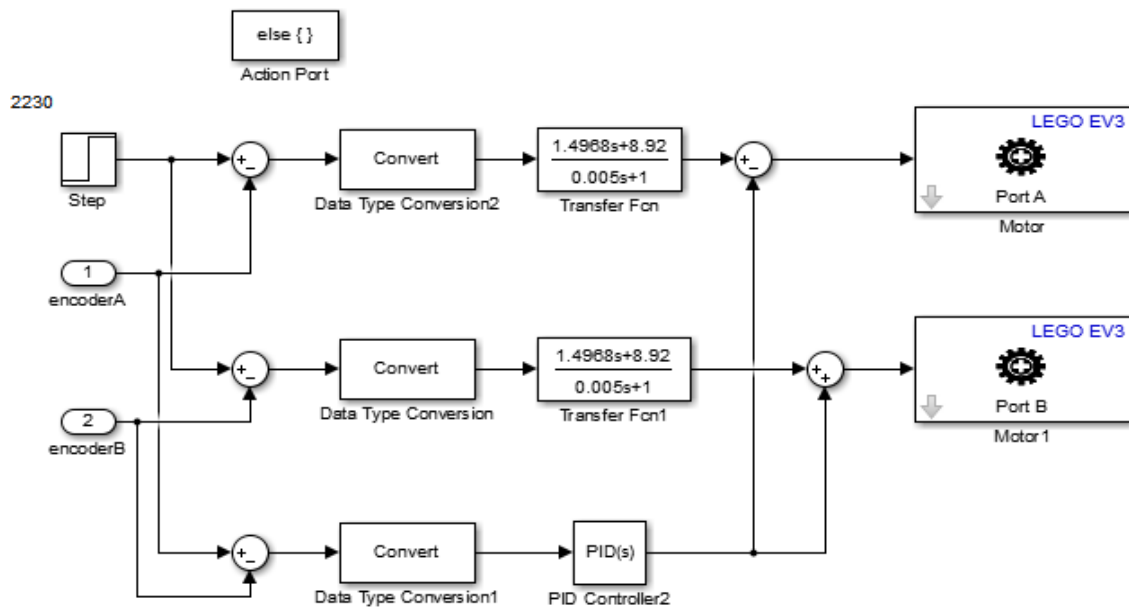 else { }
Action Port
2230
Step
+
−
Convert
Data Type Conversion2
1.4968s+8.92
0.005s+1
Transfer Fcn
+
−
LEGO EV3
Port A
Motor
1
encoderA
+
−
Convert
Data Type Conversion
1.4968s+8.92
0.005s+1
Transfer Fcn1
+
+
LEGO EV3
Port B
Motor1
2
encoderB
+
−
Convert
Data Type Conversion1
PID(s)
PID Controller2